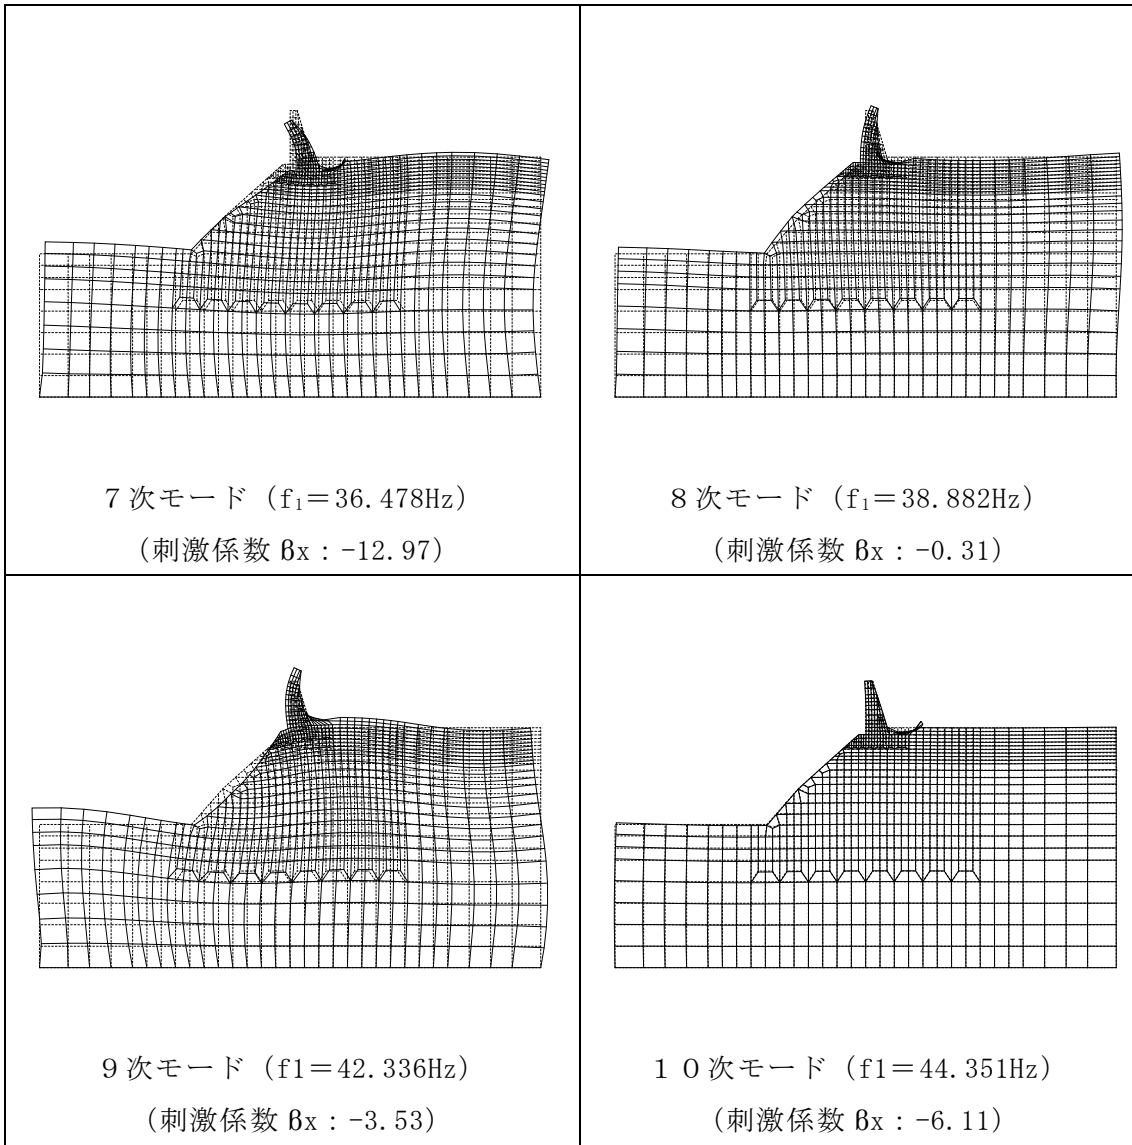 7次モード (f₁＝36.478Hz)
(刺激係数 βx：-12.97)
8次モード (f₁＝38.882Hz)
(刺激係数 βx：-0.31)
9次モード (f1＝42.336Hz)
(刺激係数 βx：-3.53)
10次モード (f1＝44.351Hz)
(刺激係数 βx：-6.11)